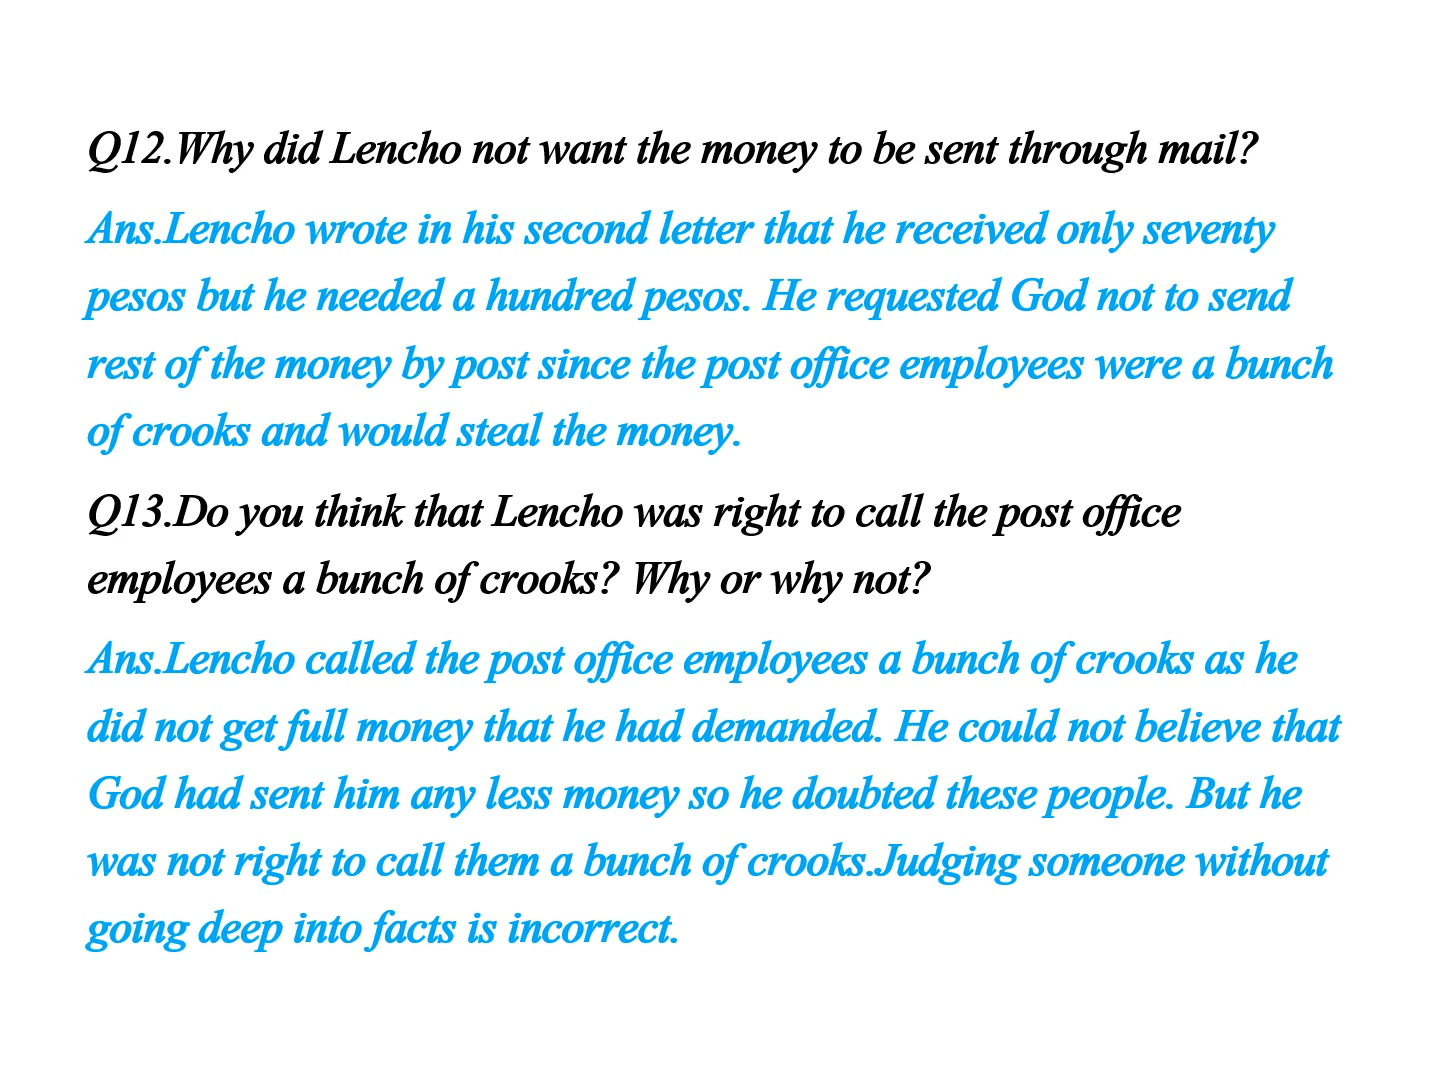 Q12.Why did Lencho not want the money to be sent through mail?
Ans.Lencho wrote in his second letter that he received only seventy
pesos but he needed a hundred pesos. He requested God not to send
rest of the money by post since the post office employees were a bunch
of crooks and would steal the money.
Q13.Do you think that Lencho was right to call the post office
employees a bunch of crooks? Why or why not?
Ans.Lencho called the post office employees a bunch of crooks as he
did not get full money that he had demanded. He could not believe that
God had sent him any less money so he doubted these people. But he
was not right to call them a bunch of crooks.Judging someone without
going deep into facts is incorrect.